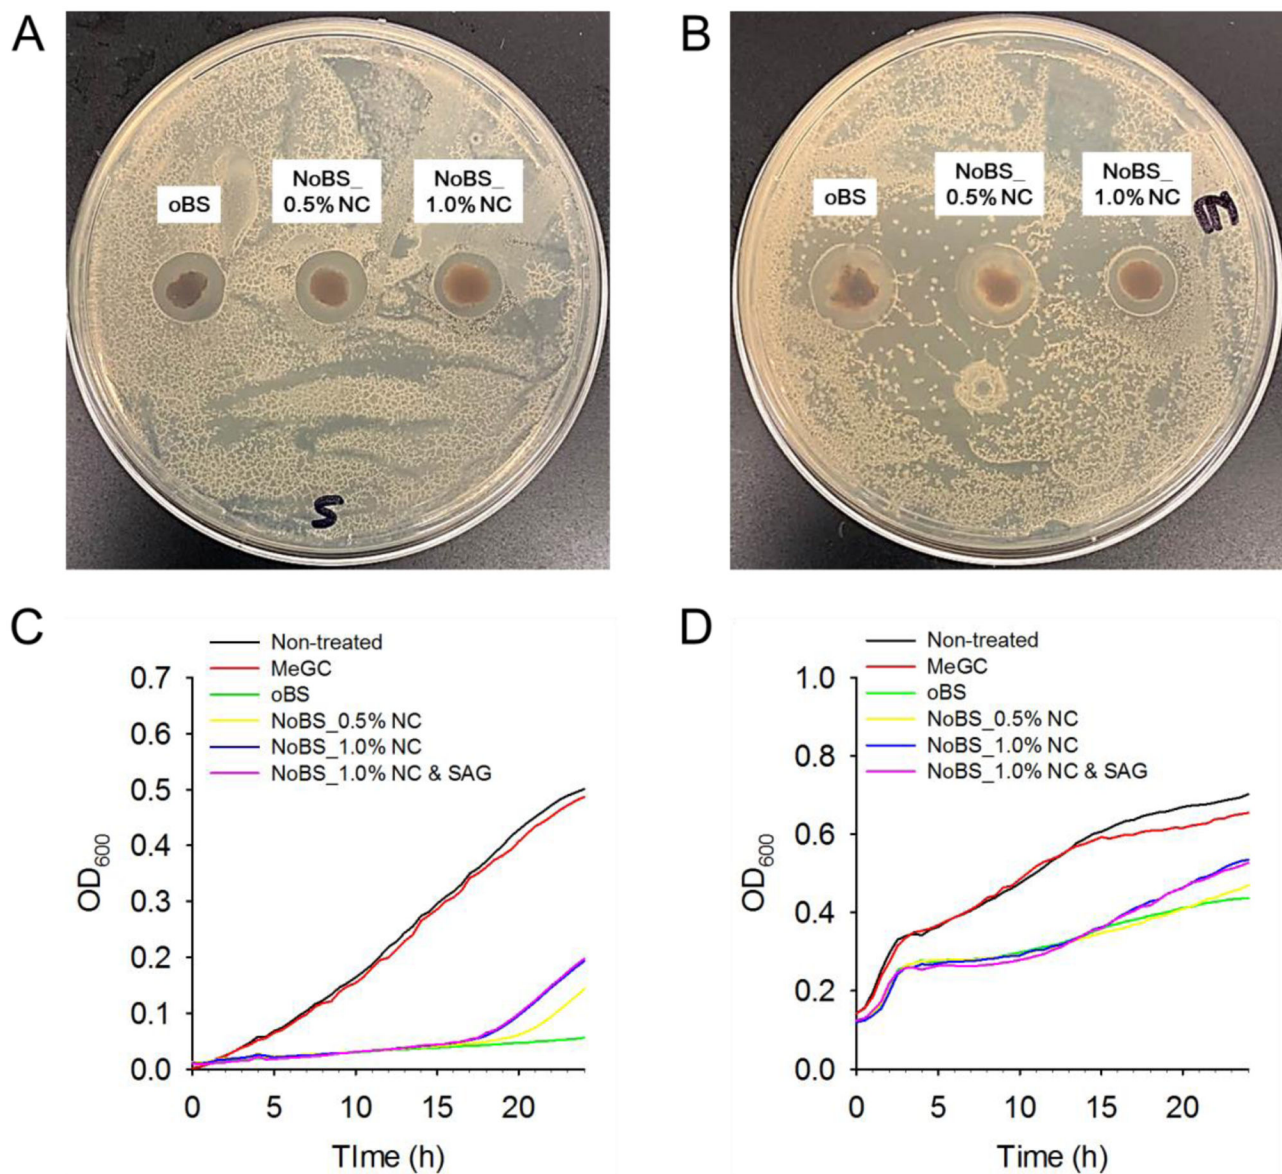 A
B
oBS
NoBS_
0.5% NC
NoBS_
1.0% NC
oBS
NoBS_
0.5% NC
NoBS_
1.0% NC
S
C
Non-treated
MeGC
oBS
NoBS_0.5% NC
NoBS_1.0% NC
NoBS_1.0% NC & SAG
0.7
0.6
0.5
0.4
0.3
0.2
0.1
0.0
OD600
0
5
10
15
20
TIme (h)
D
Non-treated
MeGC
oBS
NoBS_0.5% NC
NoBS_1.0% NC
NoBS_1.0% NC & SAG
1.0
0.8
0.6
0.4
0.2
0.0
OD600
0
5
10
15
20
Time (h)